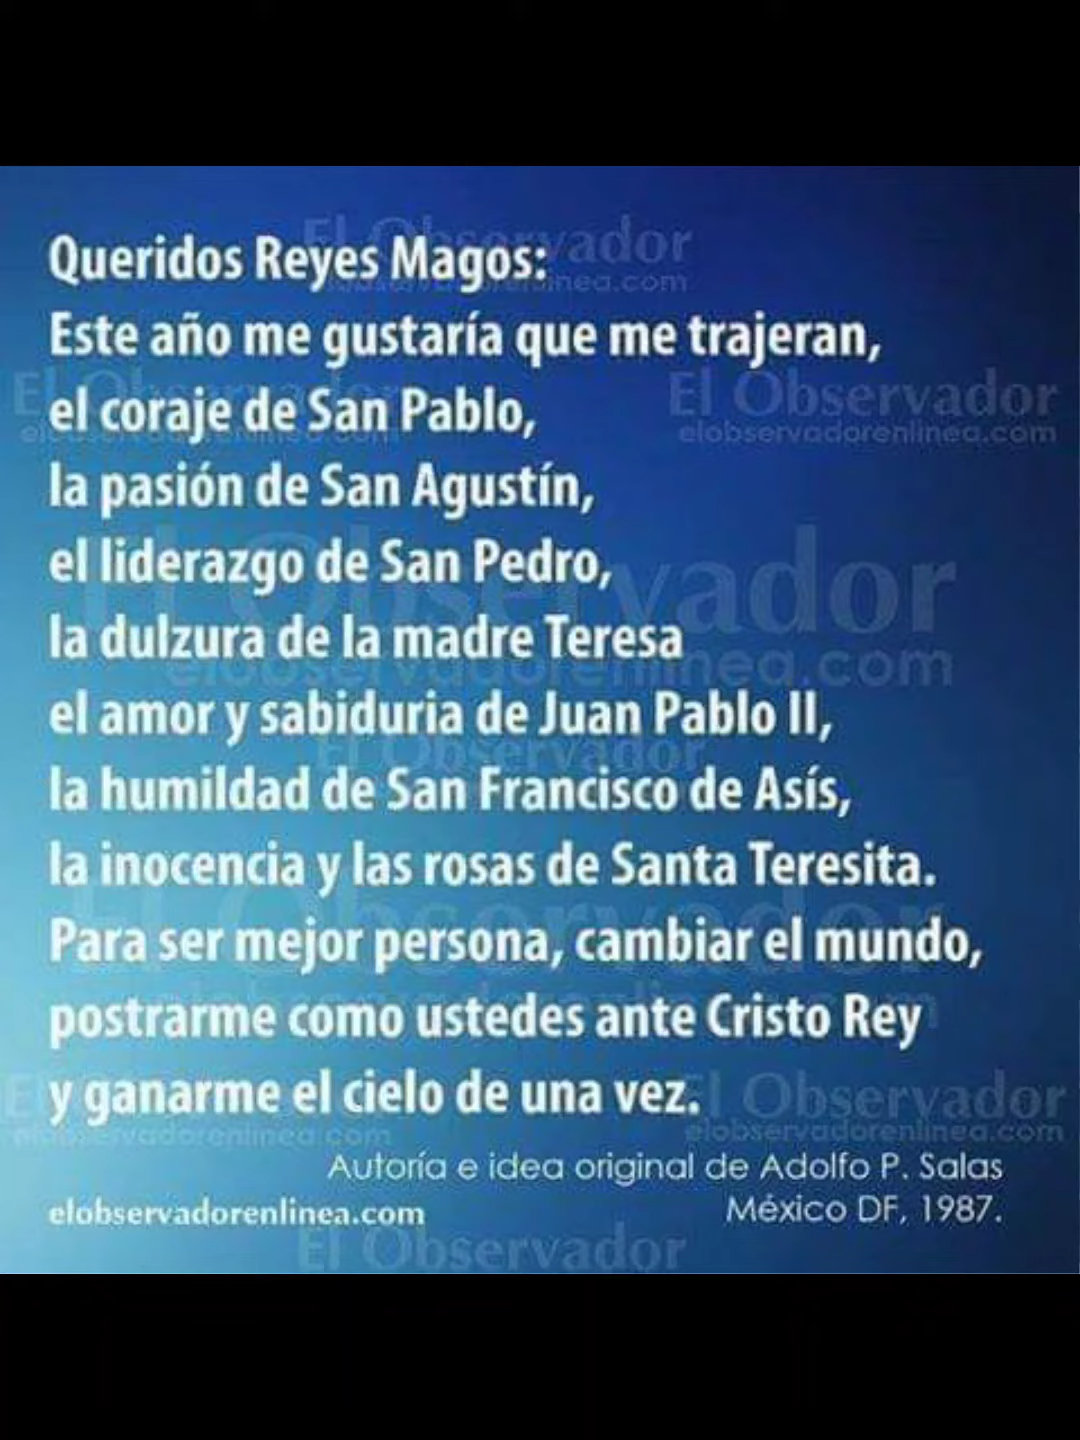 Queridos Reyes Magos:
Este año me gustaría que me trajeran,
el coraje de San Pablo,
la pasión de San Agustín,
el liderazgo de San Pedro,
la dulzura de la madre Teresa
el amor y sabiduria de Juan Pablo II,
la humildad de San Francisco de Asís,
la inocencia y las rosas de Santa Teresita.
Para ser mejor persona, cambiar el mundo,
postrarme como ustedes ante Cristo Rey
y ganarme el cielo de una vez.
Autoría e idea original de Adolfo P. Salas
México DF, 1987.
elobservadorenlinea.com
El Observador
elobservadorenlinea.com